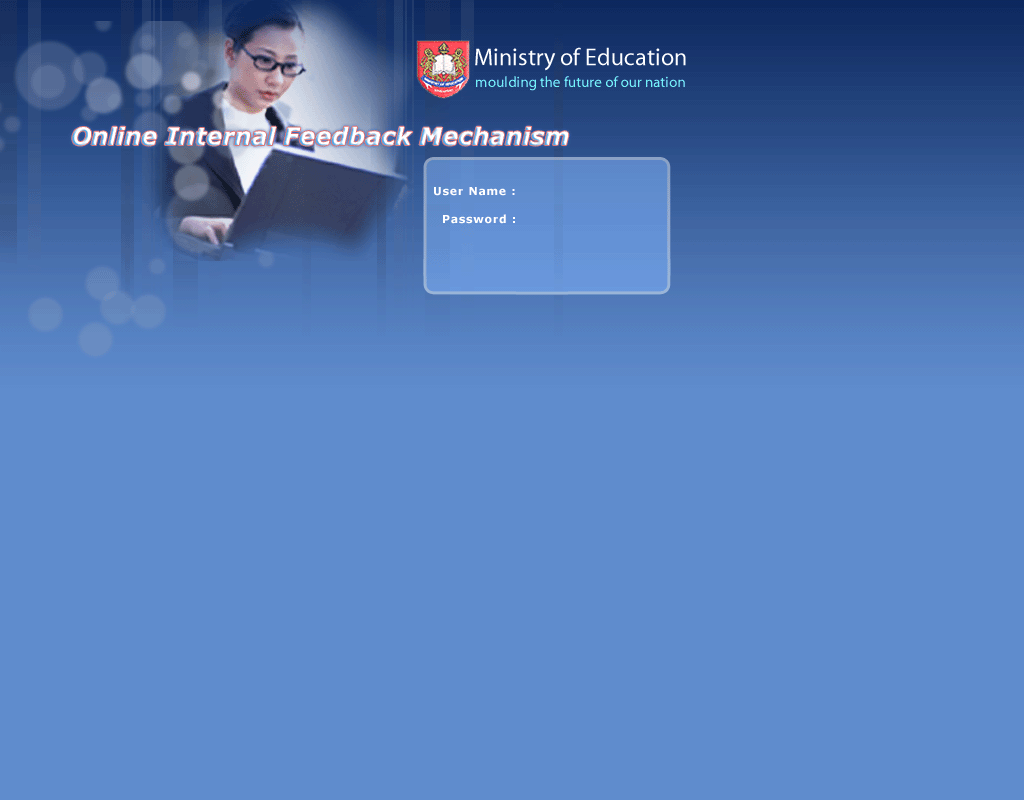 Ministry of Education
moulding the future of our nation
Online Internal Feedback Mechanism
User Name :
Password :